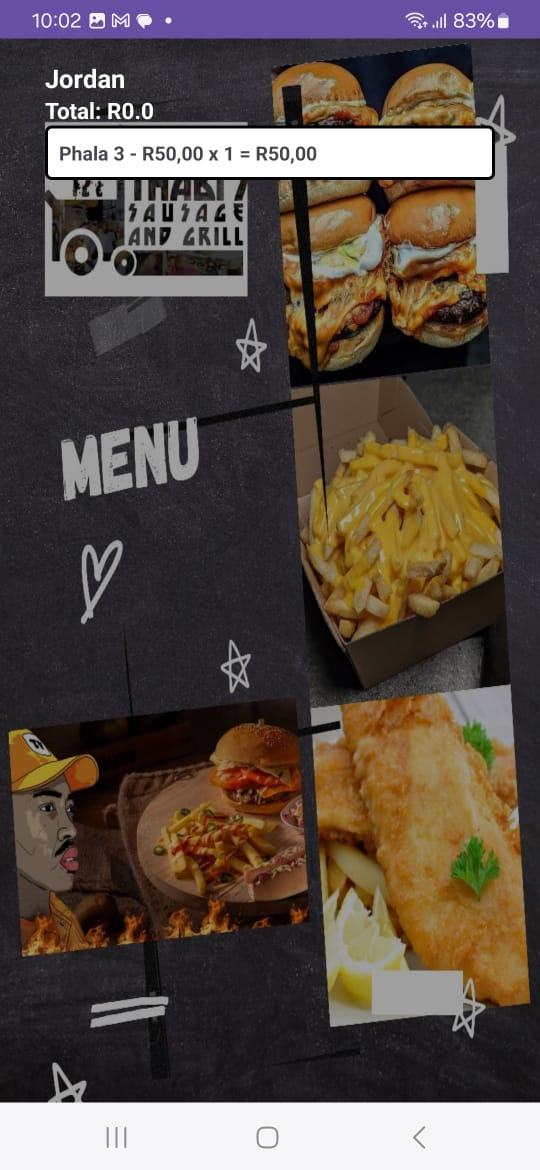 10:02
83%
Jordan
Total: R0.0
Phala 3 - R50,00 x 1 = R50,00
SAUSAGE
AND GRILL
MENU